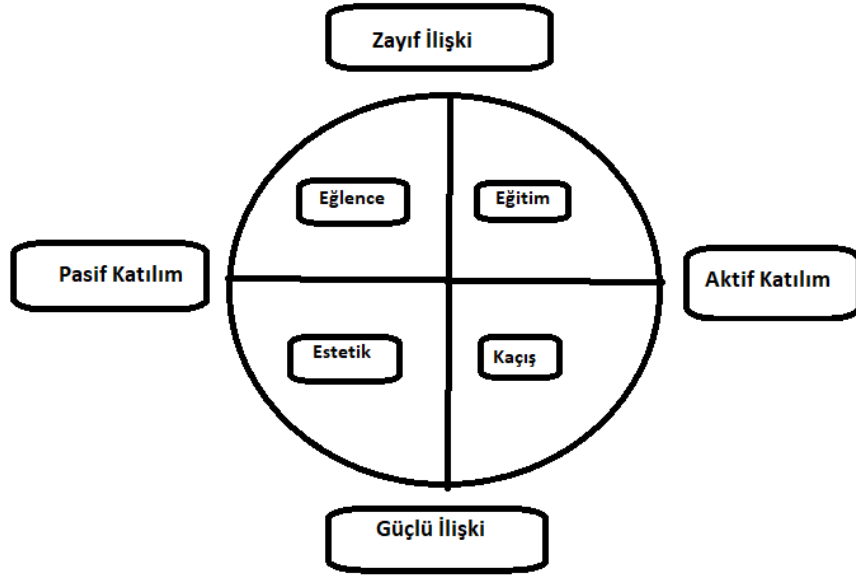 Zayıf İlişki
Eğlence
Eğitim
Pasif Katılım
Aktif Katılım
Estetik
Kaçış
Güçlü İlişki